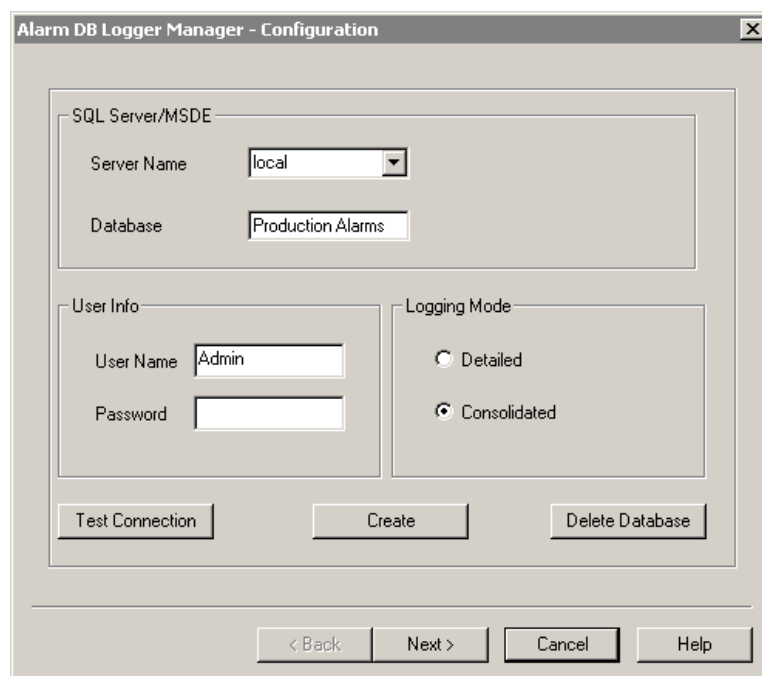 Alarm DB Logger Manager - Configuration
SQL Server/MSDE
Server Name
local
Database
Production Alarms
User Info
User Name
Admin
Password
Logging Mode
Detailed
Consolidated
Test Connection
Create
Delete Database
< Back
Next >
Cancel
Help